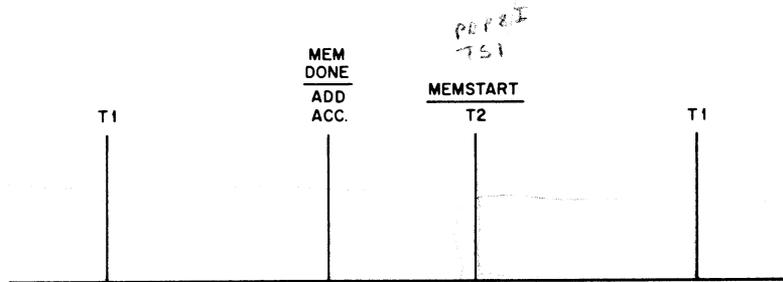 PDP8I
TS1
MEM
DONE
ADD
ACC.
MEMSTART
T1
T2
T1